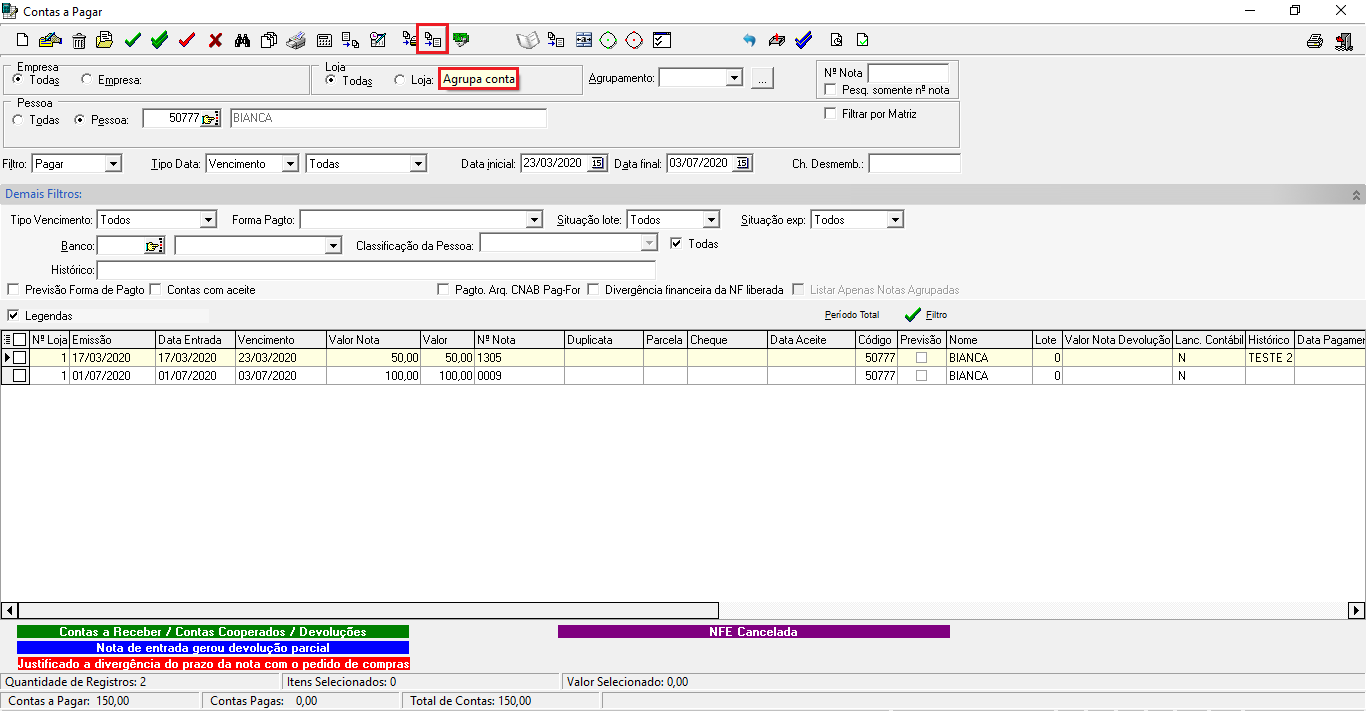 Contas a Pagar
Empresa
Todas Empresa:
Loja
Todas Loja: Agrupa conta
Agrupamento: ...
Nº Nota
Pesq. somente nº nota
Pessoa
Todas Pessoa: 50777 BIANCA
Filtrar por Matriz
Filtro: Pagar Tipo Data: Vencimento Todas Data inicial: 23/03/2020 15 Data final: 03/07/2020 15 Ch. Desmemb.:
Demais Filtros:
Tipo Vencimento: Todos Forma Pagto: Situação lote: Todos Situação exp: Todos
Banco: Classificação da Pessoa: Todas
Histórico:
Previsão Forma de Pagto Contas com aceite Pagto. Arq. CNAB Pag-For Divergência financeira da NF liberada Listar Apenas Notas Agrupadas
Legendas Período Total Filtro
Nº Loja Emissão Data Entrada Vencimento Valor Nota Valor Nº Nota Duplicata Parcela Cheque Data Aceite Código Previsão Nome Lote Valor Nota Devolução Lanc. Contábil Histórico Data Pagamen
1 17/03/2020 17/03/2020 23/03/2020 50,00 50,00 1305 50777 BIANCA 0 N TESTE 2
1 01/07/2020 01/07/2020 03/07/2020 100,00 100,00 0009 50777 BIANCA 0 N
Contas a Receber / Contas Cooperados / Devoluções NFE Cancelada
Nota de entrada gerou devolução parcial
Justificado a divergência do prazo da nota com o pedido de compras
Quantidade de Registros: 2 Itens Selecionados: 0 Valor Selecionado: 0,00
Contas a Pagar: 150,00 Contas Pagas: 0,00 Total de Contas: 150,00